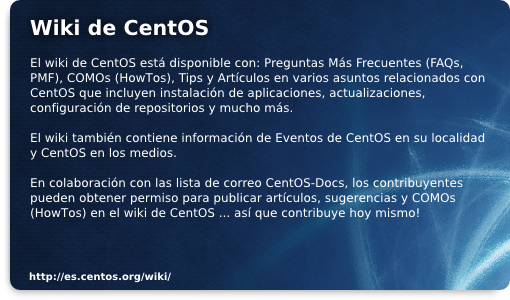 Wiki de CentOS
El wiki de CentOS está disponible con: Preguntas Más Frecuentes (FAQs,
PMF), COMOs (HowTos), Tips y Artículos en varios asuntos relacionados con
CentOS que incluyen instalación de aplicaciones, actualizaciones,
configuración de repositorios y mucho más.
El wiki también contiene información de Eventos de CentOS en su localidad
y CentOS en los medios.
En colaboración con las lista de correo CentOS-Docs, los contribuyentes
pueden obtener permiso para publicar artículos, sugerencias y COMOs
(HowTos) en el wiki de CentOS ... así que contribuye hoy mismo!
http://es.centos.org/wiki/